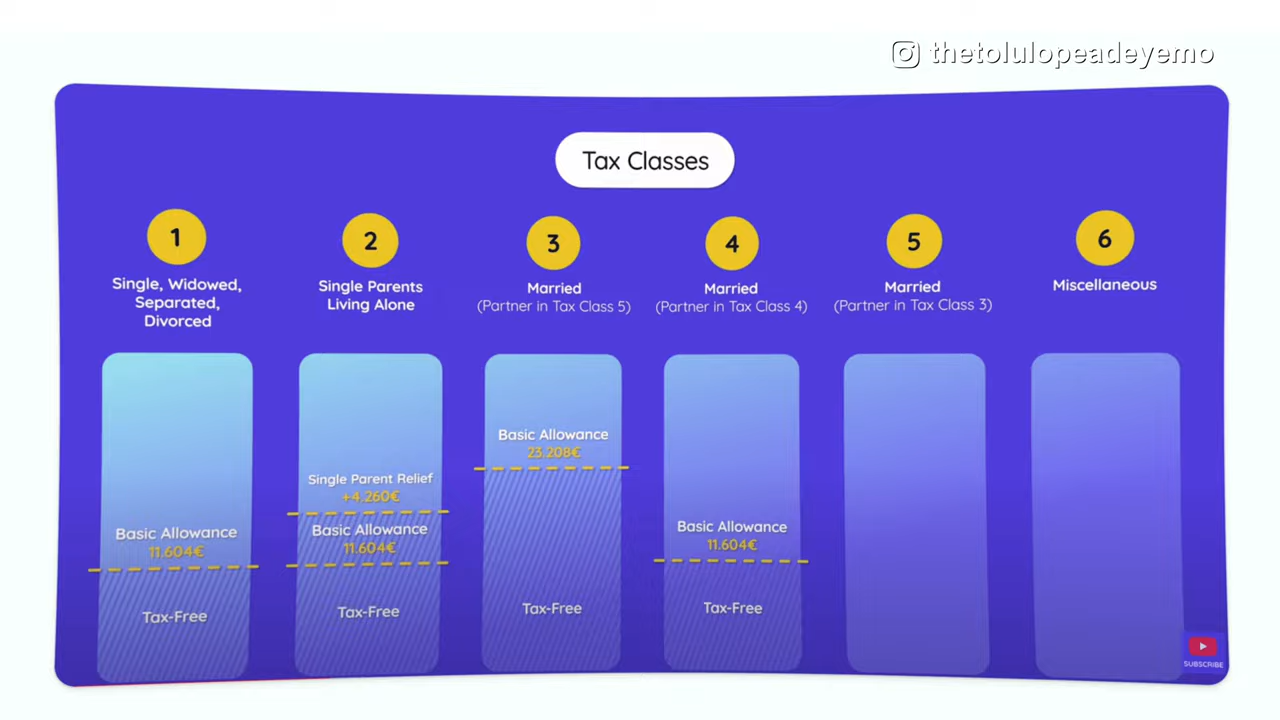 thetolulopeadeyemo
Tax Classes
1
Single, Widowed,
Separated,
Divorced
Basic Allowance
11.604€
Tax-Free
2
Single Parents
Living Alone
Single Parent Relief
+4.260€
Basic Allowance
11.604€
Tax-Free
3
Married
(Partner in Tax Class 5)
Basic Allowance
23.208€
Tax-Free
4
Married
(Partner in Tax Class 4)
Basic Allowance
11.604€
Tax-Free
5
Married
(Partner in Tax Class 3)
6
Miscellaneous
SUBSCRIBE